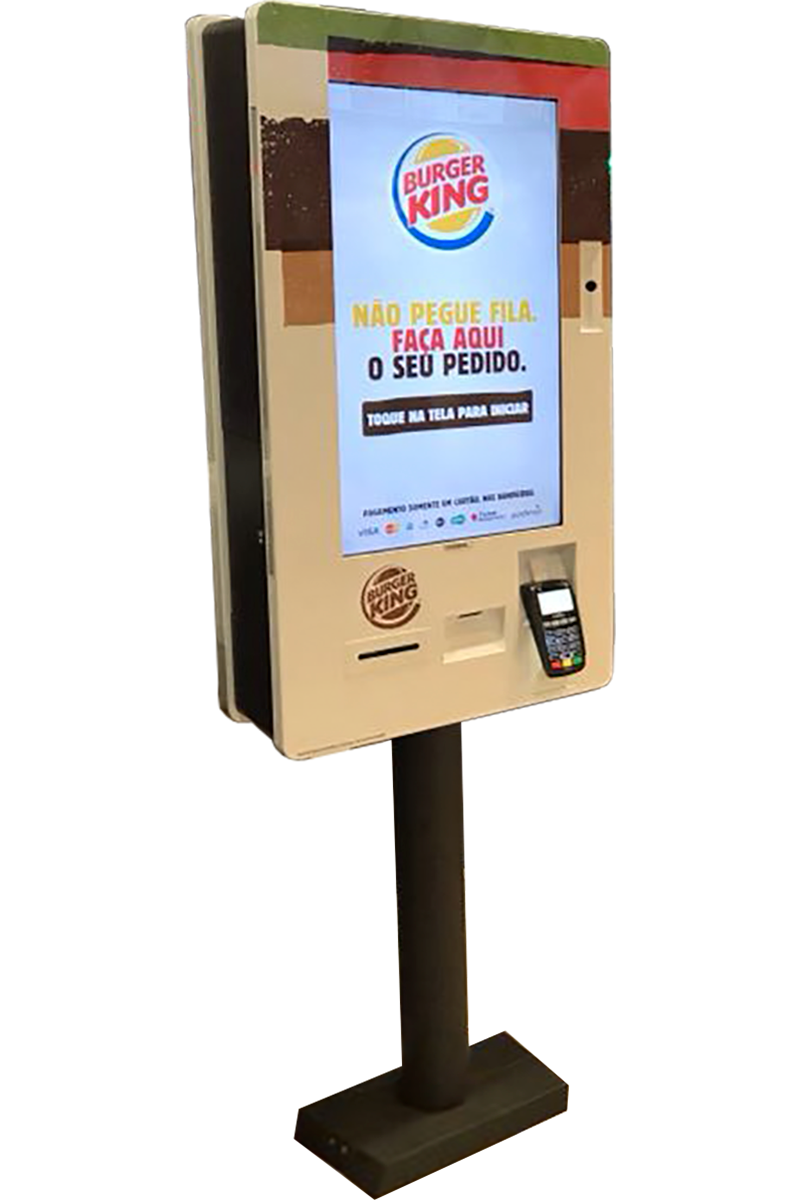 BURGER
KING
NÃO PEGUE FILA.
FAÇA AQUI
O SEU PEDIDO.
TOQUE NA TELA PARA INICIAR
PAGAMENTO SOMENTE EM CARTÃO, NAS BANDEIRAS:
VISA
BURGER
KING